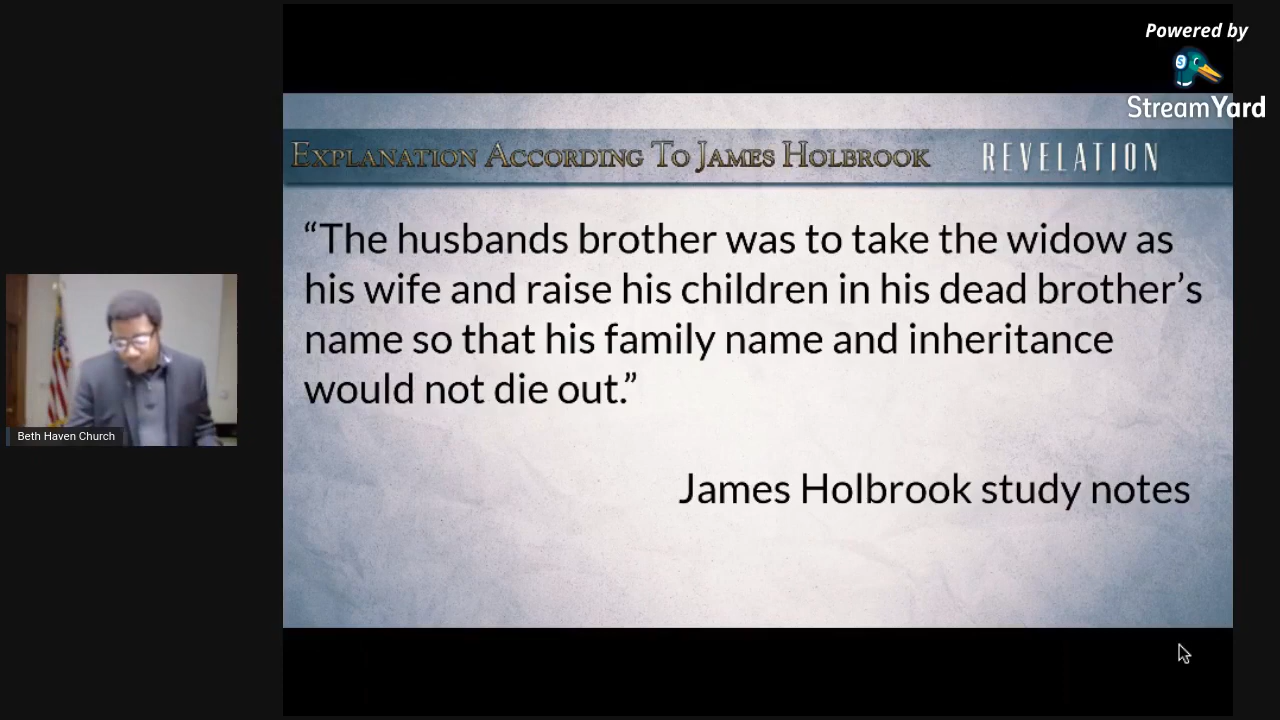 Powered by
StreamYard
EXPLANATION ACCORDING TO JAMES HOLBROOK
REVELATION
“The husbands brother was to take the widow as
his wife and raise his children in his dead brother’s
name so that his family name and inheritance
would not die out.”
James Holbrook study notes
Beth Haven Church